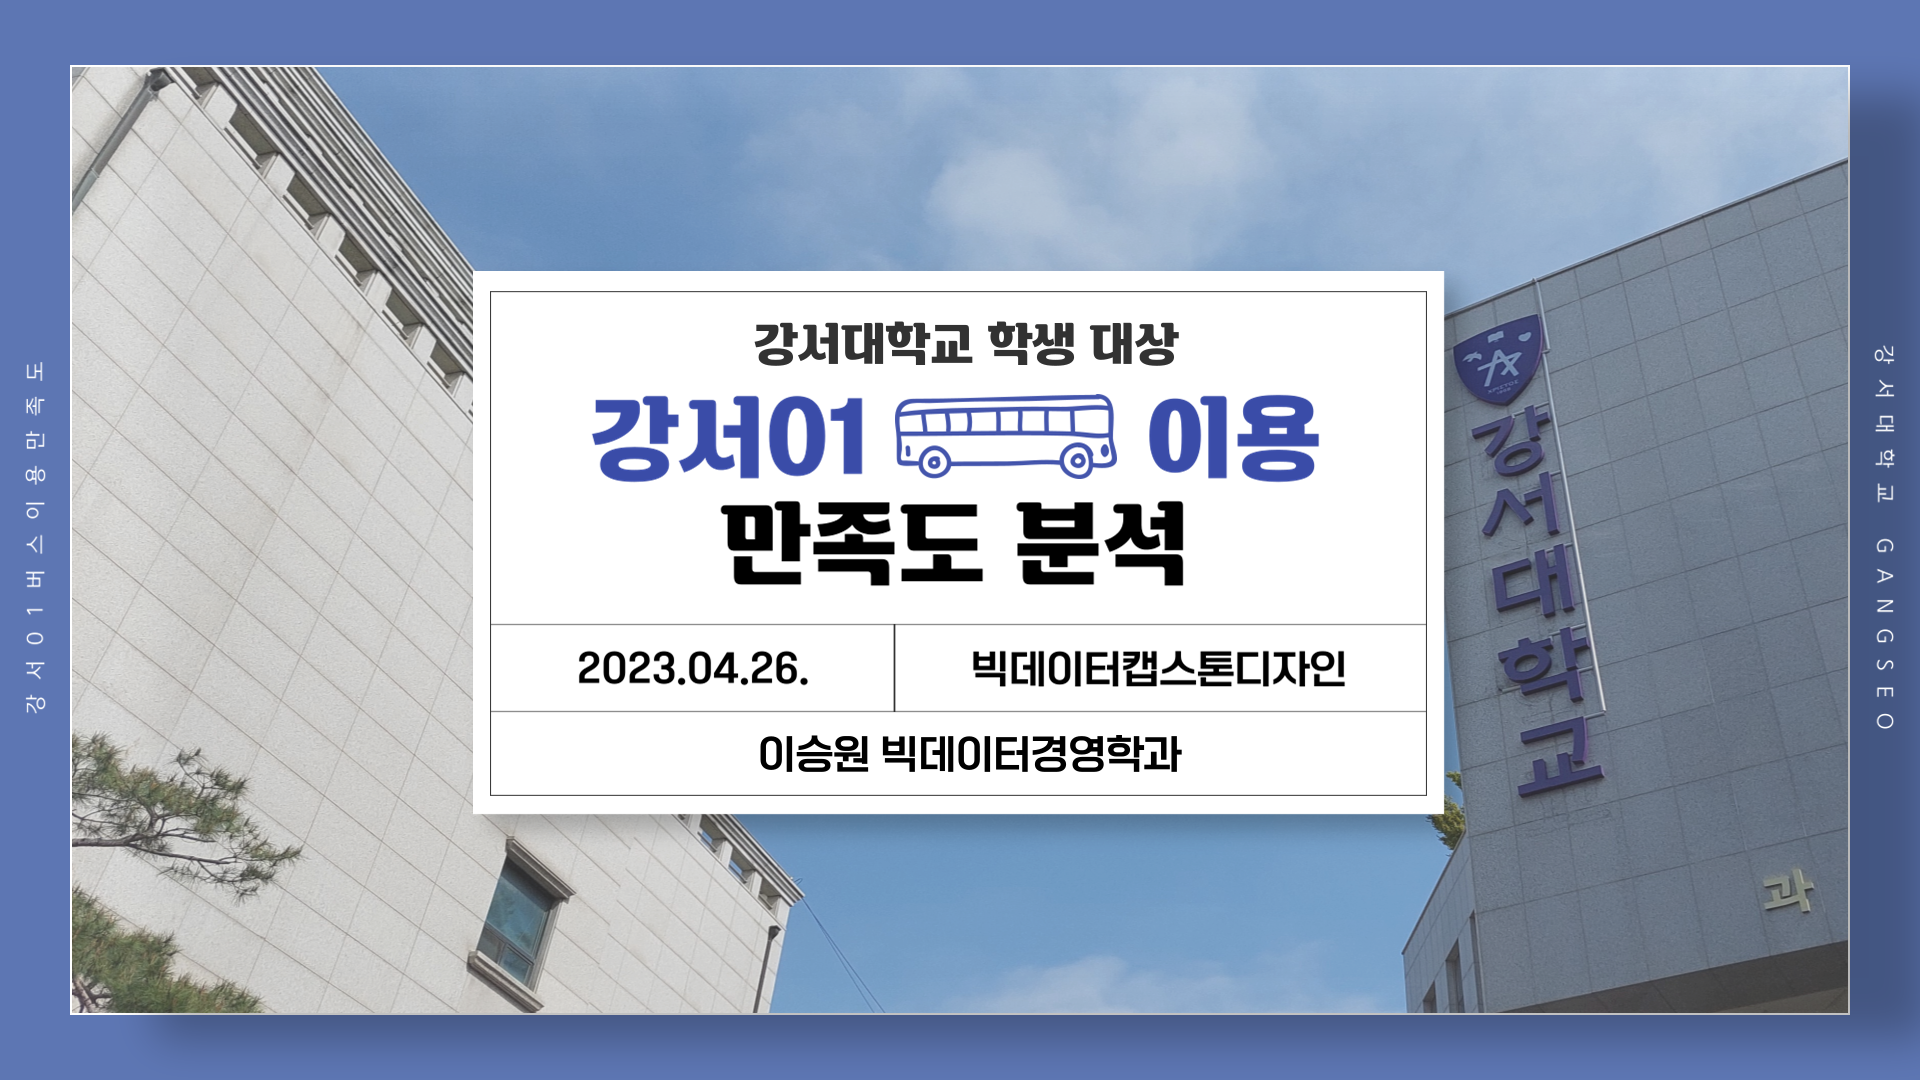 강서대학교 학생 대상
강서01 이용
만족도 분석
2023.04.26.
빅데이터캡스톤디자인
이승원 빅데이터경영학과
강서01버스이용만족도
강서대학교 GANGSEO
강서대학교
과